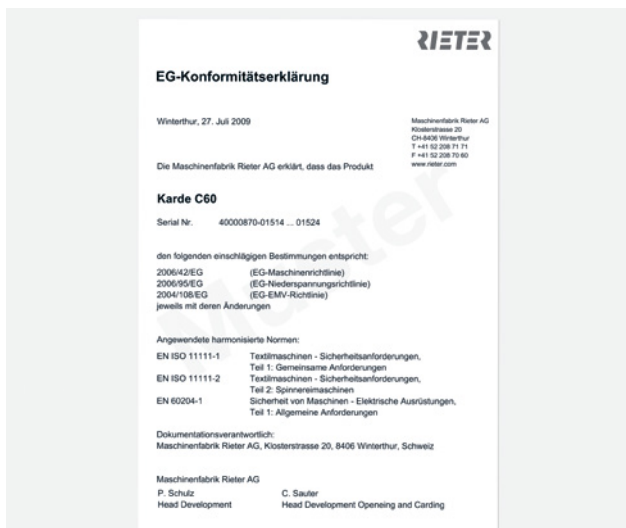 RIETER
EG-Konformitätserklärung
Winterthur, 27. Juli 2009
Maschinenfabrik Rieter AG
Klosterstrasse 20
CH-8406 Winterthur
T +41 52 208 71 71
F +41 52 208 70 60
www.rieter.com
Die Maschinenfabrik Rieter AG erklärt, dass das Produkt
Karde C60
Serial Nr. 40000870-01514 ... 01524
den folgenden einschlägigen Bestimmungen entspricht:
2006/42/EG (EG-Maschinenrichtlinie)
2006/95/EG (EG-Niederspannungsrichtlinie)
2004/108/EG (EG-EMV-Richtlinie)
jeweils mit deren Änderungen
Angewendete harmonisierte Normen:
EN ISO 11111-1 Textilmaschinen - Sicherheitsanforderungen,
Teil 1: Gemeinsame Anforderungen
EN ISO 11111-2 Textilmaschinen - Sicherheitsanforderungen,
Teil 2: Spinnereimaschinen
EN 60204-1 Sicherheit von Maschinen - Elektrische Ausrüstungen,
Teil 1: Allgemeine Anforderungen
Dokumentationsverantwortlich:
Maschinenfabrik Rieter AG, Klosterstrasse 20, 8406 Winterthur, Schweiz
Maschinenfabrik Rieter AG
P. Schulz C. Sauter
Head Development Head Development Openeing and Carding
Muster